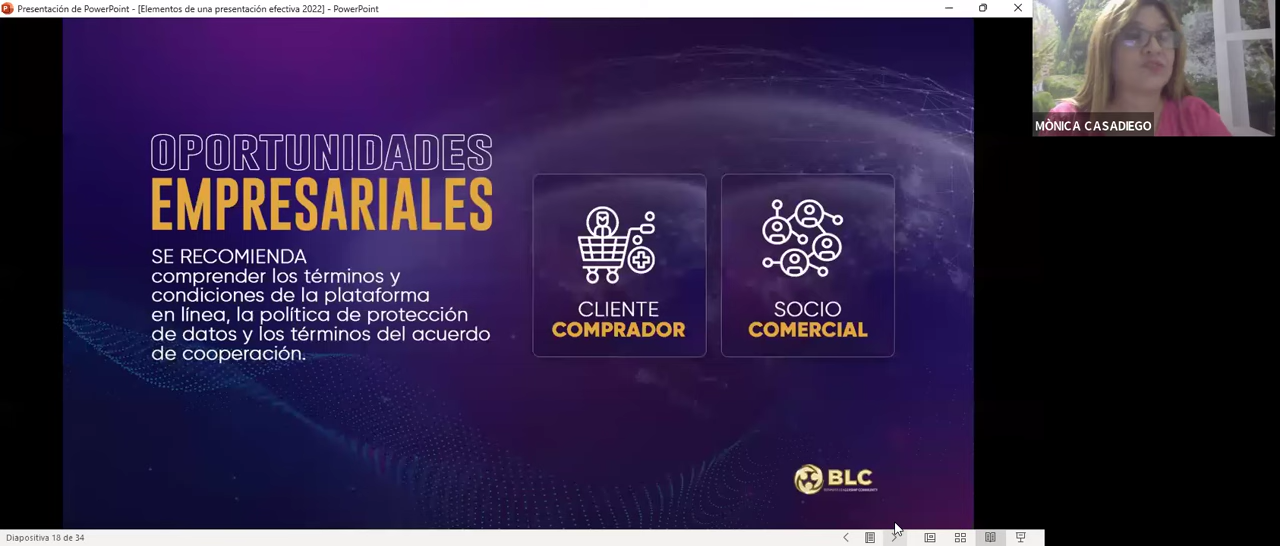 Presentación de PowerPoint - [Elementos de una presentación efectiva 2022] - PowerPoint
MÒNICA CASADIEGO
OPORTUNIDADES
EMPRESARIALES
SE RECOMIENDA
comprender los términos y
condiciones de la plataforma
en línea, la política de protección
de datos y los términos del acuerdo
de cooperación.
CLIENTE
COMPRADOR
SOCIO
COMERCIAL
BLC
Diapositiva 18 de 34